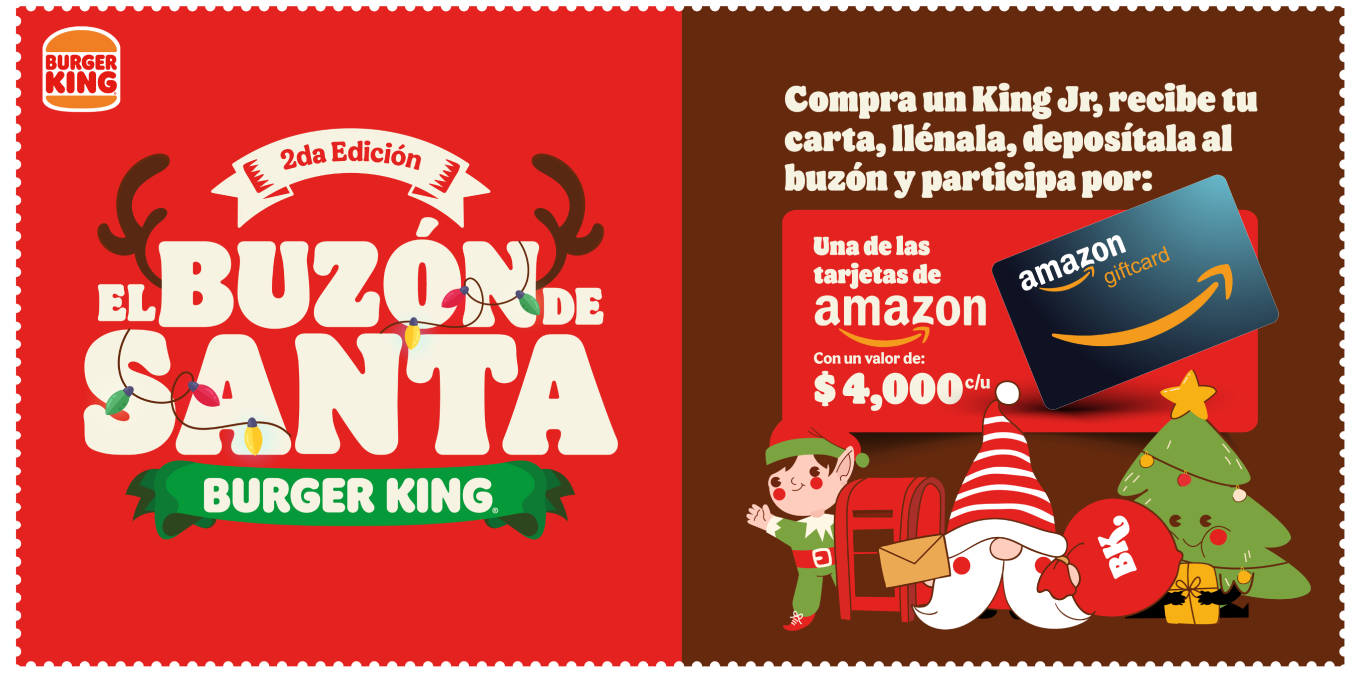 BURGER
KING
2da Edición
EL BUZÓN DE
SANTA
BURGER KING®
Compra un King Jr, recibe tu
carta, llénala, deposítala al
buzón y participa por:
Una de las
tarjetas de
amazon
Con un valor de:
$4,000 c/u
amazon
giftcard
BK